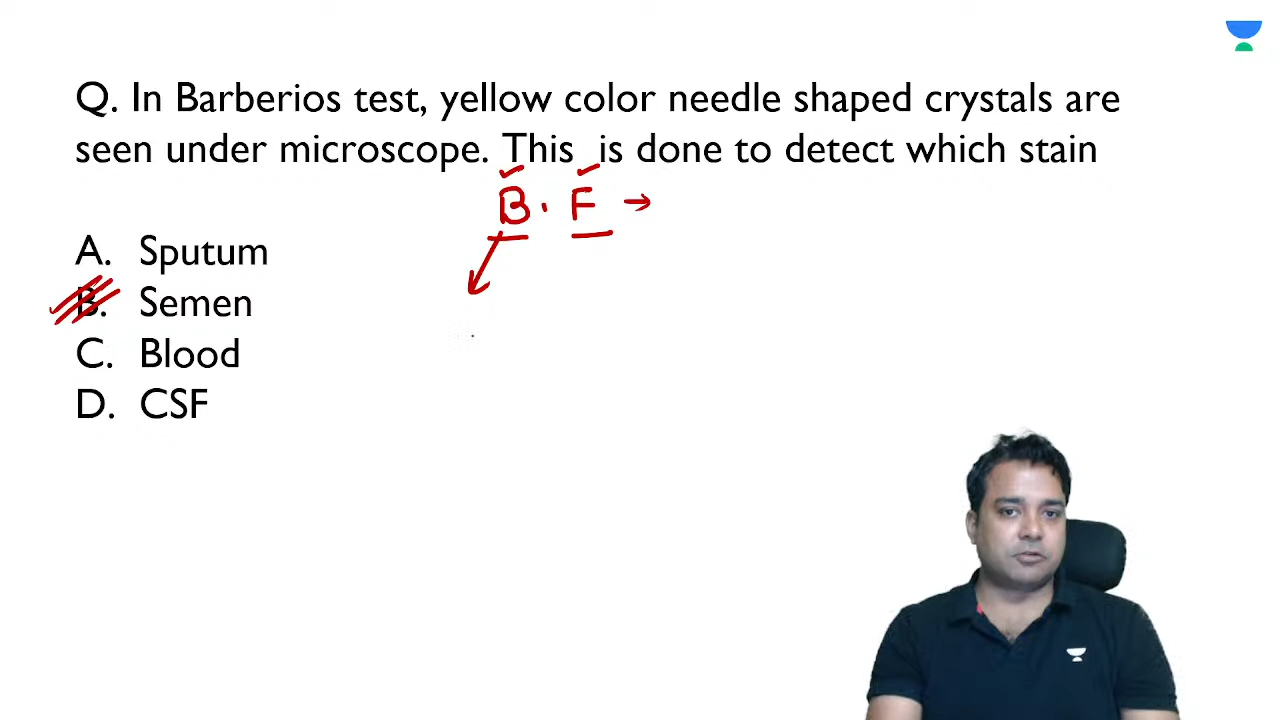 Q. In Barberios test, yellow color needle shaped crystals are
seen under microscope. This is done to detect which stain
B. F →
A. Sputum
B. Semen
C. Blood
D. CSF